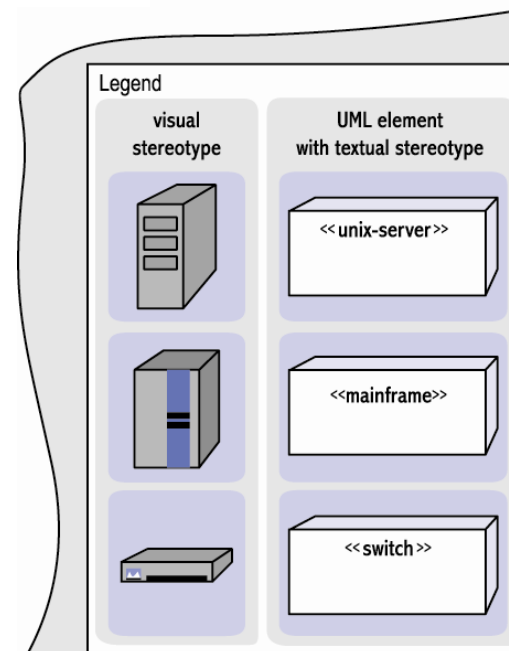 Legend
visual
stereotype
UML element
with textual stereotype
<<unix-server>>
<<mainframe>>
<<switch>>